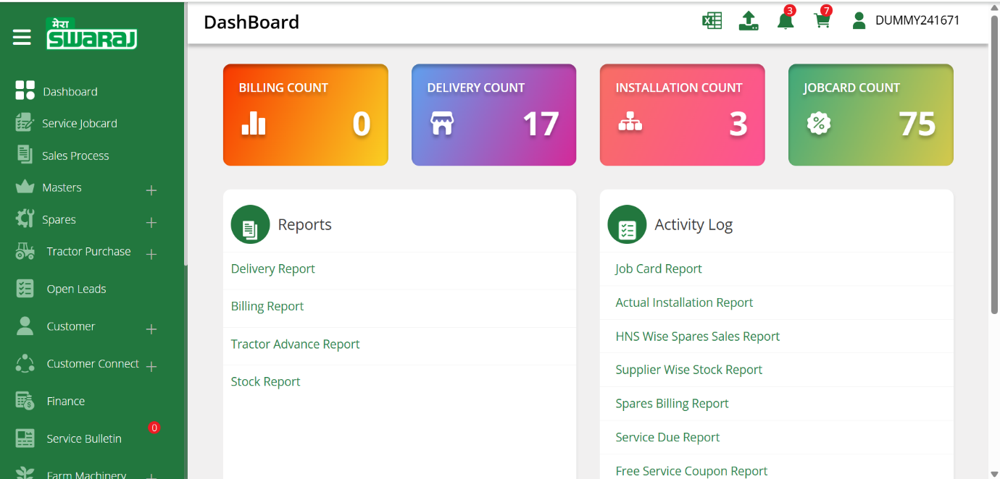 मेरा
SWARAJ
DashBoard
3
7
DUMMY241671
Dashboard
Service Jobcard
Sales Process
Masters
Spares
Tractor Purchase
Open Leads
Customer
Customer Connect
Finance
Service Bulletin
0
Farm Machinery
BILLING COUNT
0
DELIVERY COUNT
17
INSTALLATION COUNT
3
JOBCARD COUNT
75
Reports
Delivery Report
Billing Report
Tractor Advance Report
Stock Report
Activity Log
Job Card Report
Actual Installation Report
HNS Wise Spares Sales Report
Supplier Wise Stock Report
Spares Billing Report
Service Due Report
Free Service Coupon Report